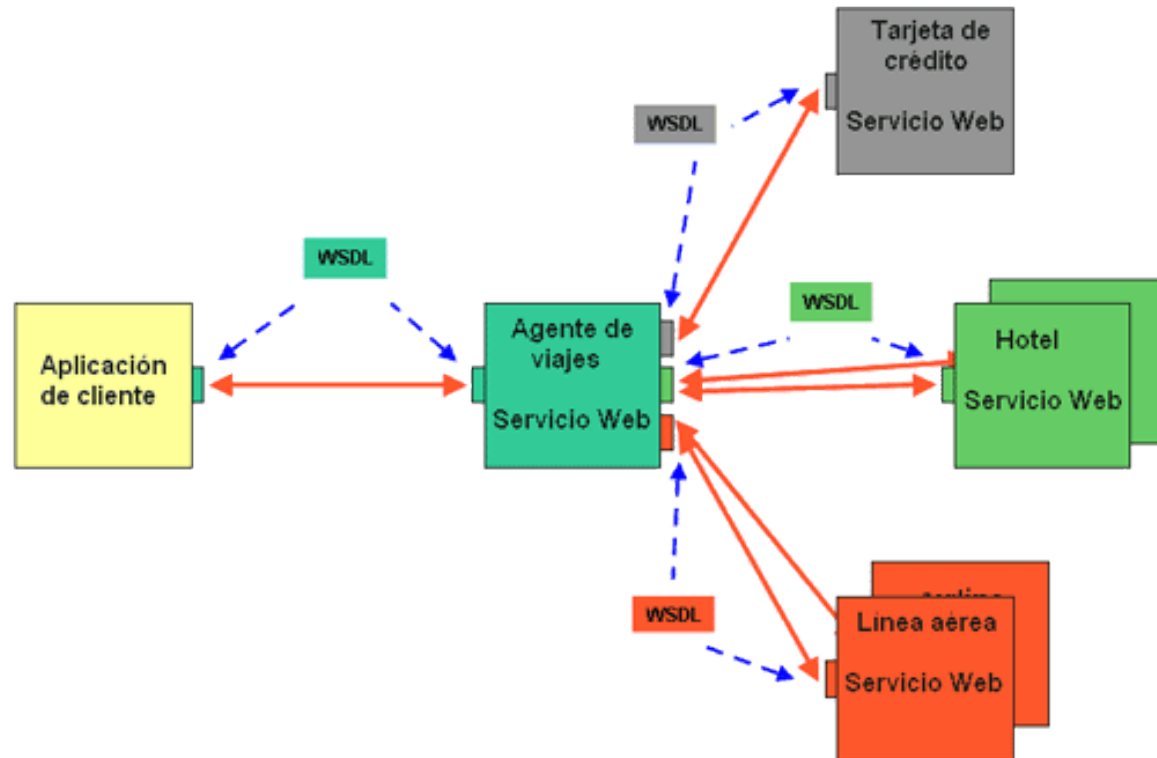 Tarjeta de
crédito
Servicio Web
WSDL
WSDL
WSDL
Aplicación
de cliente
Agente de
viajes
Servicio Web
Hotel
Servicio Web
WSDL
Línea aérea
Servicio Web